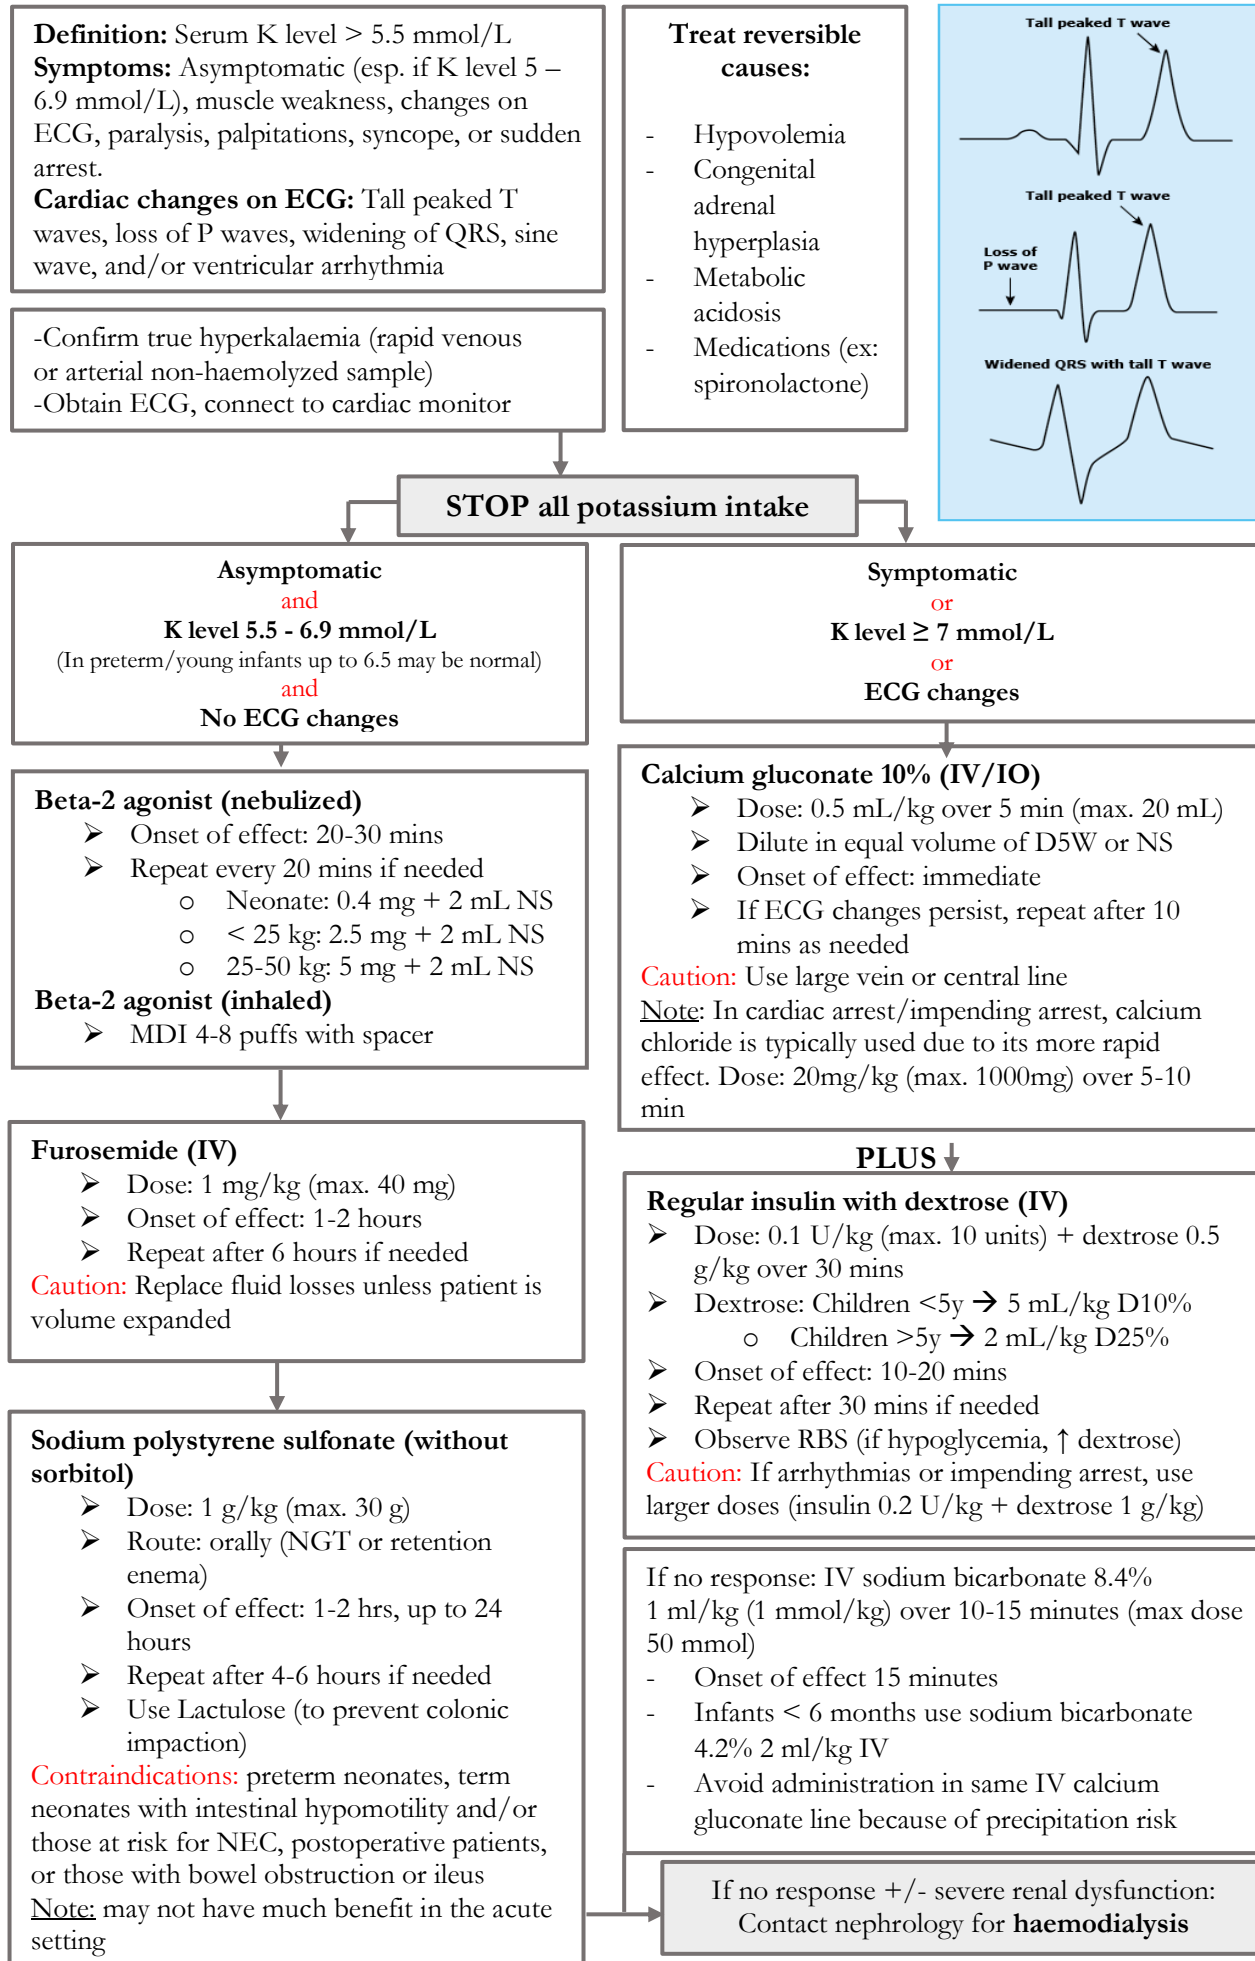 Definition: Serum K level > 5.5 mmol/L
Symptoms: Asymptomatic (esp. if K level 5 –
6.9 mmol/L), muscle weakness, changes on
ECG, paralysis, palpitations, syncope, or sudden
arrest.
Cardiac changes on ECG: Tall peaked T
waves, loss of P waves, widening of QRS, sine
wave, and/or ventricular arrhythmia
Treat reversible
causes:
- Hypovolemia
- Congenital
adrenal
hyperplasia
- Metabolic
acidosis
- Medications (ex:
spironolactone)
Tall peaked T wave
Tall peaked T wave
Loss of
P wave
Widened QRS with tall T wave
-Confirm true hyperkalaemia (rapid venous
or arterial non-haemolyzed sample)
-Obtain ECG, connect to cardiac monitor
STOP all potassium intake
Asymptomatic
and
K level 5.5 - 6.9 mmol/L
(In preterm/young infants up to 6.5 may be normal)
and
No ECG changes
Beta-2 agonist (nebulized)
➢ Onset of effect: 20-30 mins
➢ Repeat every 20 mins if needed
o Neonate: 0.4 mg + 2 mL NS
o < 25 kg: 2.5 mg + 2 mL NS
o 25-50 kg: 5 mg + 2 mL NS
Beta-2 agonist (inhaled)
➢ MDI 4-8 puffs with spacer
Furosemide (IV)
➢ Dose: 1 mg/kg (max. 40 mg)
➢ Onset of effect: 1-2 hours
➢ Repeat after 6 hours if needed
Caution: Replace fluid losses unless patient is
volume expanded
Sodium polystyrene sulfonate (without
sorbitol)
➢ Dose: 1 g/kg (max. 30 g)
➢ Route: orally (NGT or retention
enema)
➢ Onset of effect: 1-2 hrs, up to 24
hours
➢ Repeat after 4-6 hours if needed
➢ Use Lactulose (to prevent colonic
impaction)
Contraindications: preterm neonates, term
neonates with intestinal hypomotility and/or
those at risk for NEC, postoperative patients,
or those with bowel obstruction or ileus
Note: may not have much benefit in the acute
setting
Symptomatic
or
K level ≥ 7 mmol/L
or
ECG changes
Calcium gluconate 10% (IV/IO)
➢ Dose: 0.5 mL/kg over 5 min (max. 20 mL)
➢ Dilute in equal volume of D5W or NS
➢ Onset of effect: immediate
➢ If ECG changes persist, repeat after 10
mins as needed
Caution: Use large vein or central line
Note: In cardiac arrest/impending arrest, calcium
chloride is typically used due to its more rapid
effect. Dose: 20mg/kg (max. 1000mg) over 5-10
min
PLUS
Regular insulin with dextrose (IV)
➢ Dose: 0.1 U/kg (max. 10 units) + dextrose 0.5
g/kg over 30 mins
➢ Dextrose: Children <5y → 5 mL/kg D10%
o Children >5y → 2 mL/kg D25%
➢ Onset of effect: 10-20 mins
➢ Repeat after 30 mins if needed
➢ Observe RBS (if hypoglycemia, ↑ dextrose)
Caution: If arrhythmias or impending arrest, use
larger doses (insulin 0.2 U/kg + dextrose 1 g/kg)
If no response: IV sodium bicarbonate 8.4%
1 ml/kg (1 mmol/kg) over 10-15 minutes (max dose
50 mmol)
- Onset of effect 15 minutes
- Infants < 6 months use sodium bicarbonate
4.2% 2 ml/kg IV
- Avoid administration in same IV calcium
gluconate line because of precipitation risk
If no response +/- severe renal dysfunction:
Contact nephrology for haemodialysis